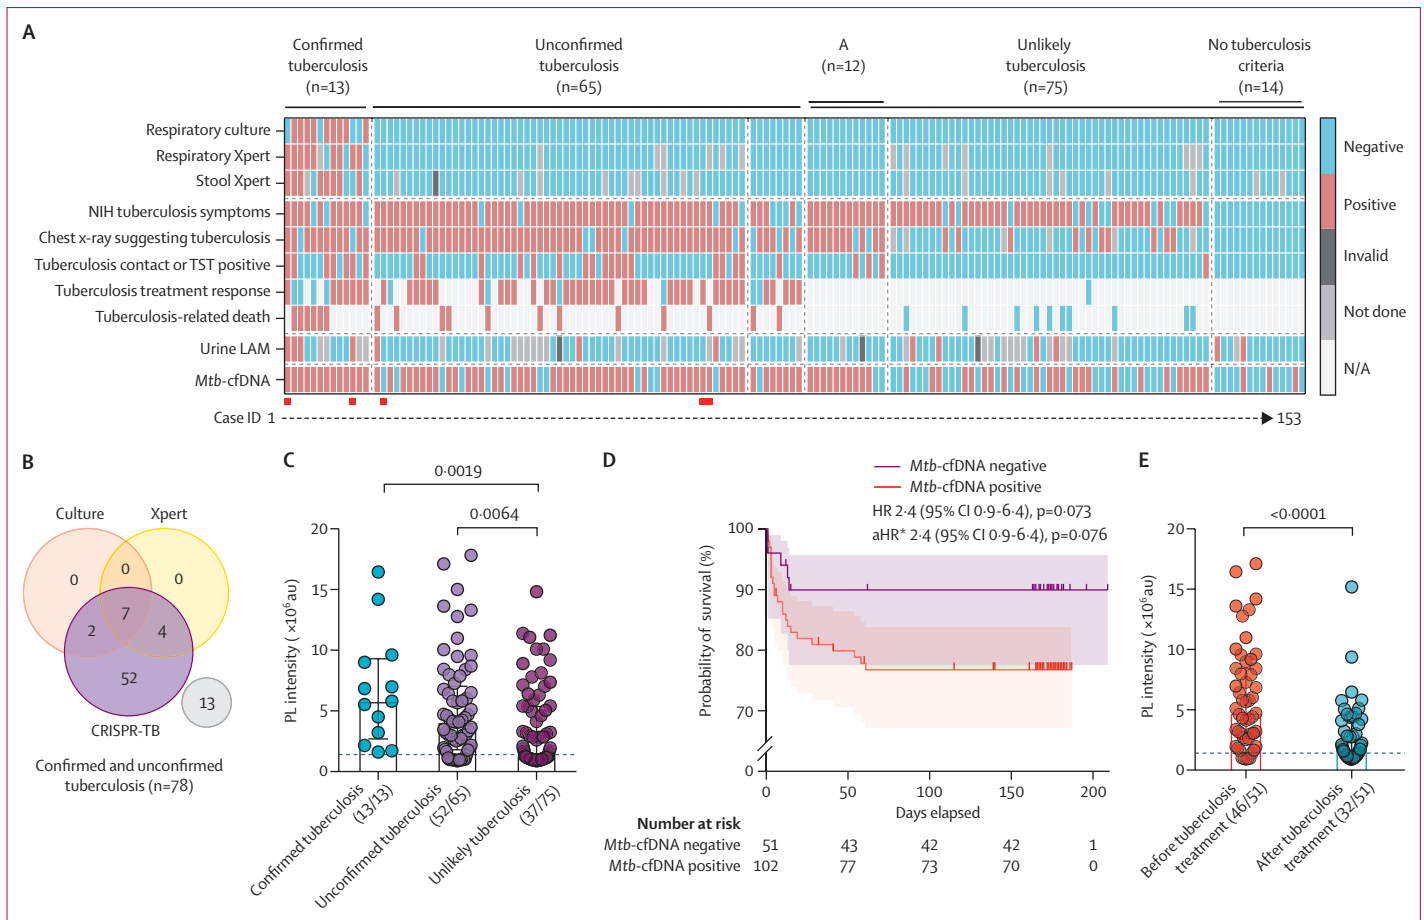 A
Confirmed
tuberculosis
(n=13)
Unconfirmed
tuberculosis
(n=65)
A
(n=12)
Unlikely
tuberculosis
(n=75)
No tuberculosis
criteria
(n=14)
Respiratory culture
Respiratory Xpert
Stool Xpert
NIH tuberculosis symptoms
Chest x-ray suggesting tuberculosis
Tuberculosis contact or TST positive
Tuberculosis treatment response
Tuberculosis-related death
Urine LAM
Mtb-cfDNA
Case ID 1
153
Negative
Positive
Invalid
Not done
N/A
B
Culture
Xpert
0
0
0
7
2
4
52
13
CRISPR-TB
Confirmed and unconfirmed
tuberculosis (n=78)
C
0·0019
0·0064
PL intensity (×10⁶ au)
20
15
10
5
0
Confirmed tuberculosis
(13/13)
Unconfirmed tuberculosis
(52/65)
Unlikely tuberculosis
(37/75)
D
Mtb-cfDNA negative
Mtb-cfDNA positive
HR 2·4 (95% CI 0·9–6·4), p=0·073
aHR* 2·4 (95% CI 0·9–6·4), p=0·076
Probability of survival (%)
100
90
80
70
0
0
50
100
150
200
Days elapsed
Number at risk
Mtb-cfDNA negative 51 43 42 42 1
Mtb-cfDNA positive 102 77 73 70 0
E
<0·0001
PL intensity (×10⁶ au)
20
15
10
5
0
Before tuberculosis
treatment (46/51)
After tuberculosis
treatment (32/51)